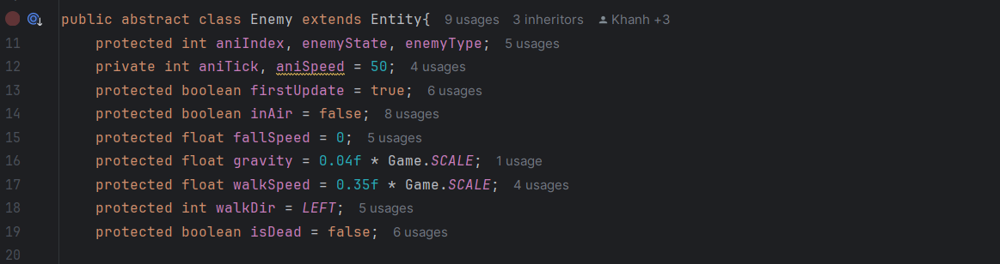 public abstract class Enemy extends Entity{ 9 usages 3 inheritors Khanh +3
11 protected int aniIndex, enemyState, enemyType; 5 usages
12 private int aniTick, aniSpeed = 50; 4 usages
13 protected boolean firstUpdate = true; 6 usages
14 protected boolean inAir = false; 8 usages
15 protected float fallSpeed = 0; 5 usages
16 protected float gravity = 0.04f * Game.SCALE; 1 usage
17 protected float walkSpeed = 0.35f * Game.SCALE; 4 usages
18 protected int walkDir = LEFT; 5 usages
19 protected boolean isDead = false; 6 usages
20